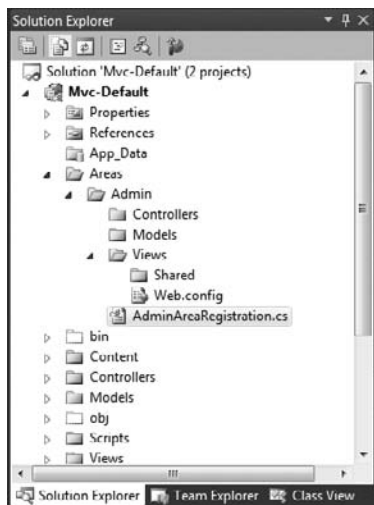 Solution Explorer
Solution 'Mvc-Default' (2 projects)
Mvc-Default
Properties
References
App_Data
Areas
Admin
Controllers
Models
Views
Shared
Web.config
AdminAreaRegistration.cs
bin
Content
Controllers
Models
obj
Scripts
Views
Solution Explorer Team Explorer Class View